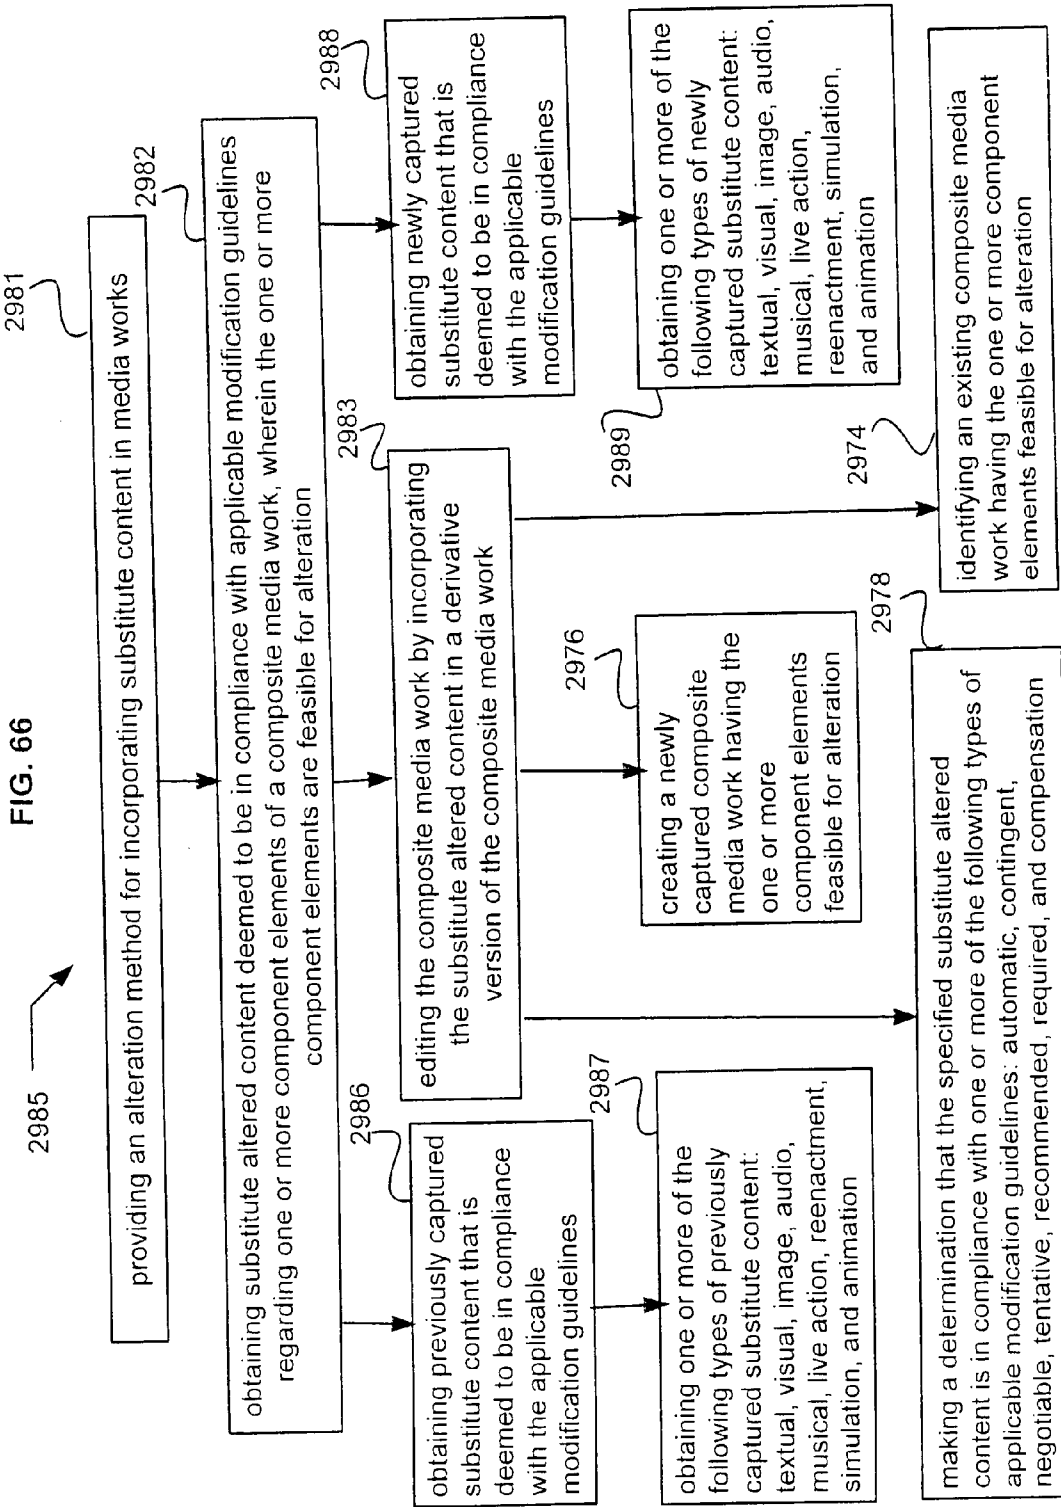 FIG. 66
2985
2981
providing an alteration method for incorporating substitute content in media works
2982
obtaining substitute altered content deemed to be in compliance with applicable modification guidelines
regarding one or more component elements of a composite media work, wherein the one or more
component elements are feasible for alteration
2986
obtaining previously captured
substitute content that is
deemed to be in compliance
with the applicable
modification guidelines
2983
editing the composite media work by incorporating
the substitute altered content in a derivative
version of the composite media work
2988
obtaining newly captured
substitute content that is
deemed to be in compliance
with the applicable
modification guidelines
2987
obtaining one or more of the
following types of previously
captured substitute content:
textual, visual, image, audio,
musical, live action, reenactment,
simulation, and animation
2976
creating a newly
captured composite
media work having the
one or more
component elements
feasible for alteration
2989
obtaining one or more of the
following types of newly
captured substitute content:
textual, visual, image, audio,
musical, live action,
reenactment, simulation,
and animation
2978
making a determination that the specified substitute altered
content is in compliance with one or more of the following types of
applicable modification guidelines: automatic, contingent,
negotiable, tentative, recommended, required, and compensation
2974
identifying an existing composite media
work having the one or more component
elements feasible for alteration